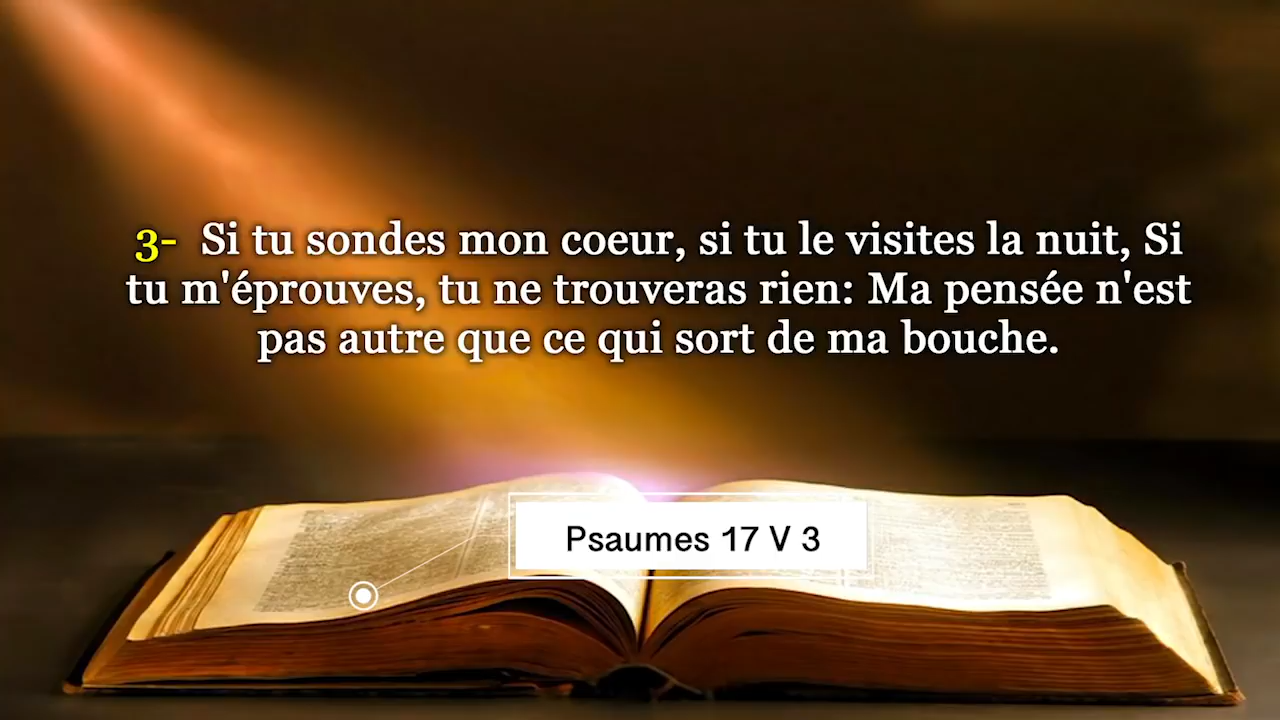 3- Si tu sondes mon coeur, si tu le visites la nuit, Si
tu m'éprouves, tu ne trouveras rien: Ma pensée n'est
pas autre que ce qui sort de ma bouche.
Psaumes 17 V 3